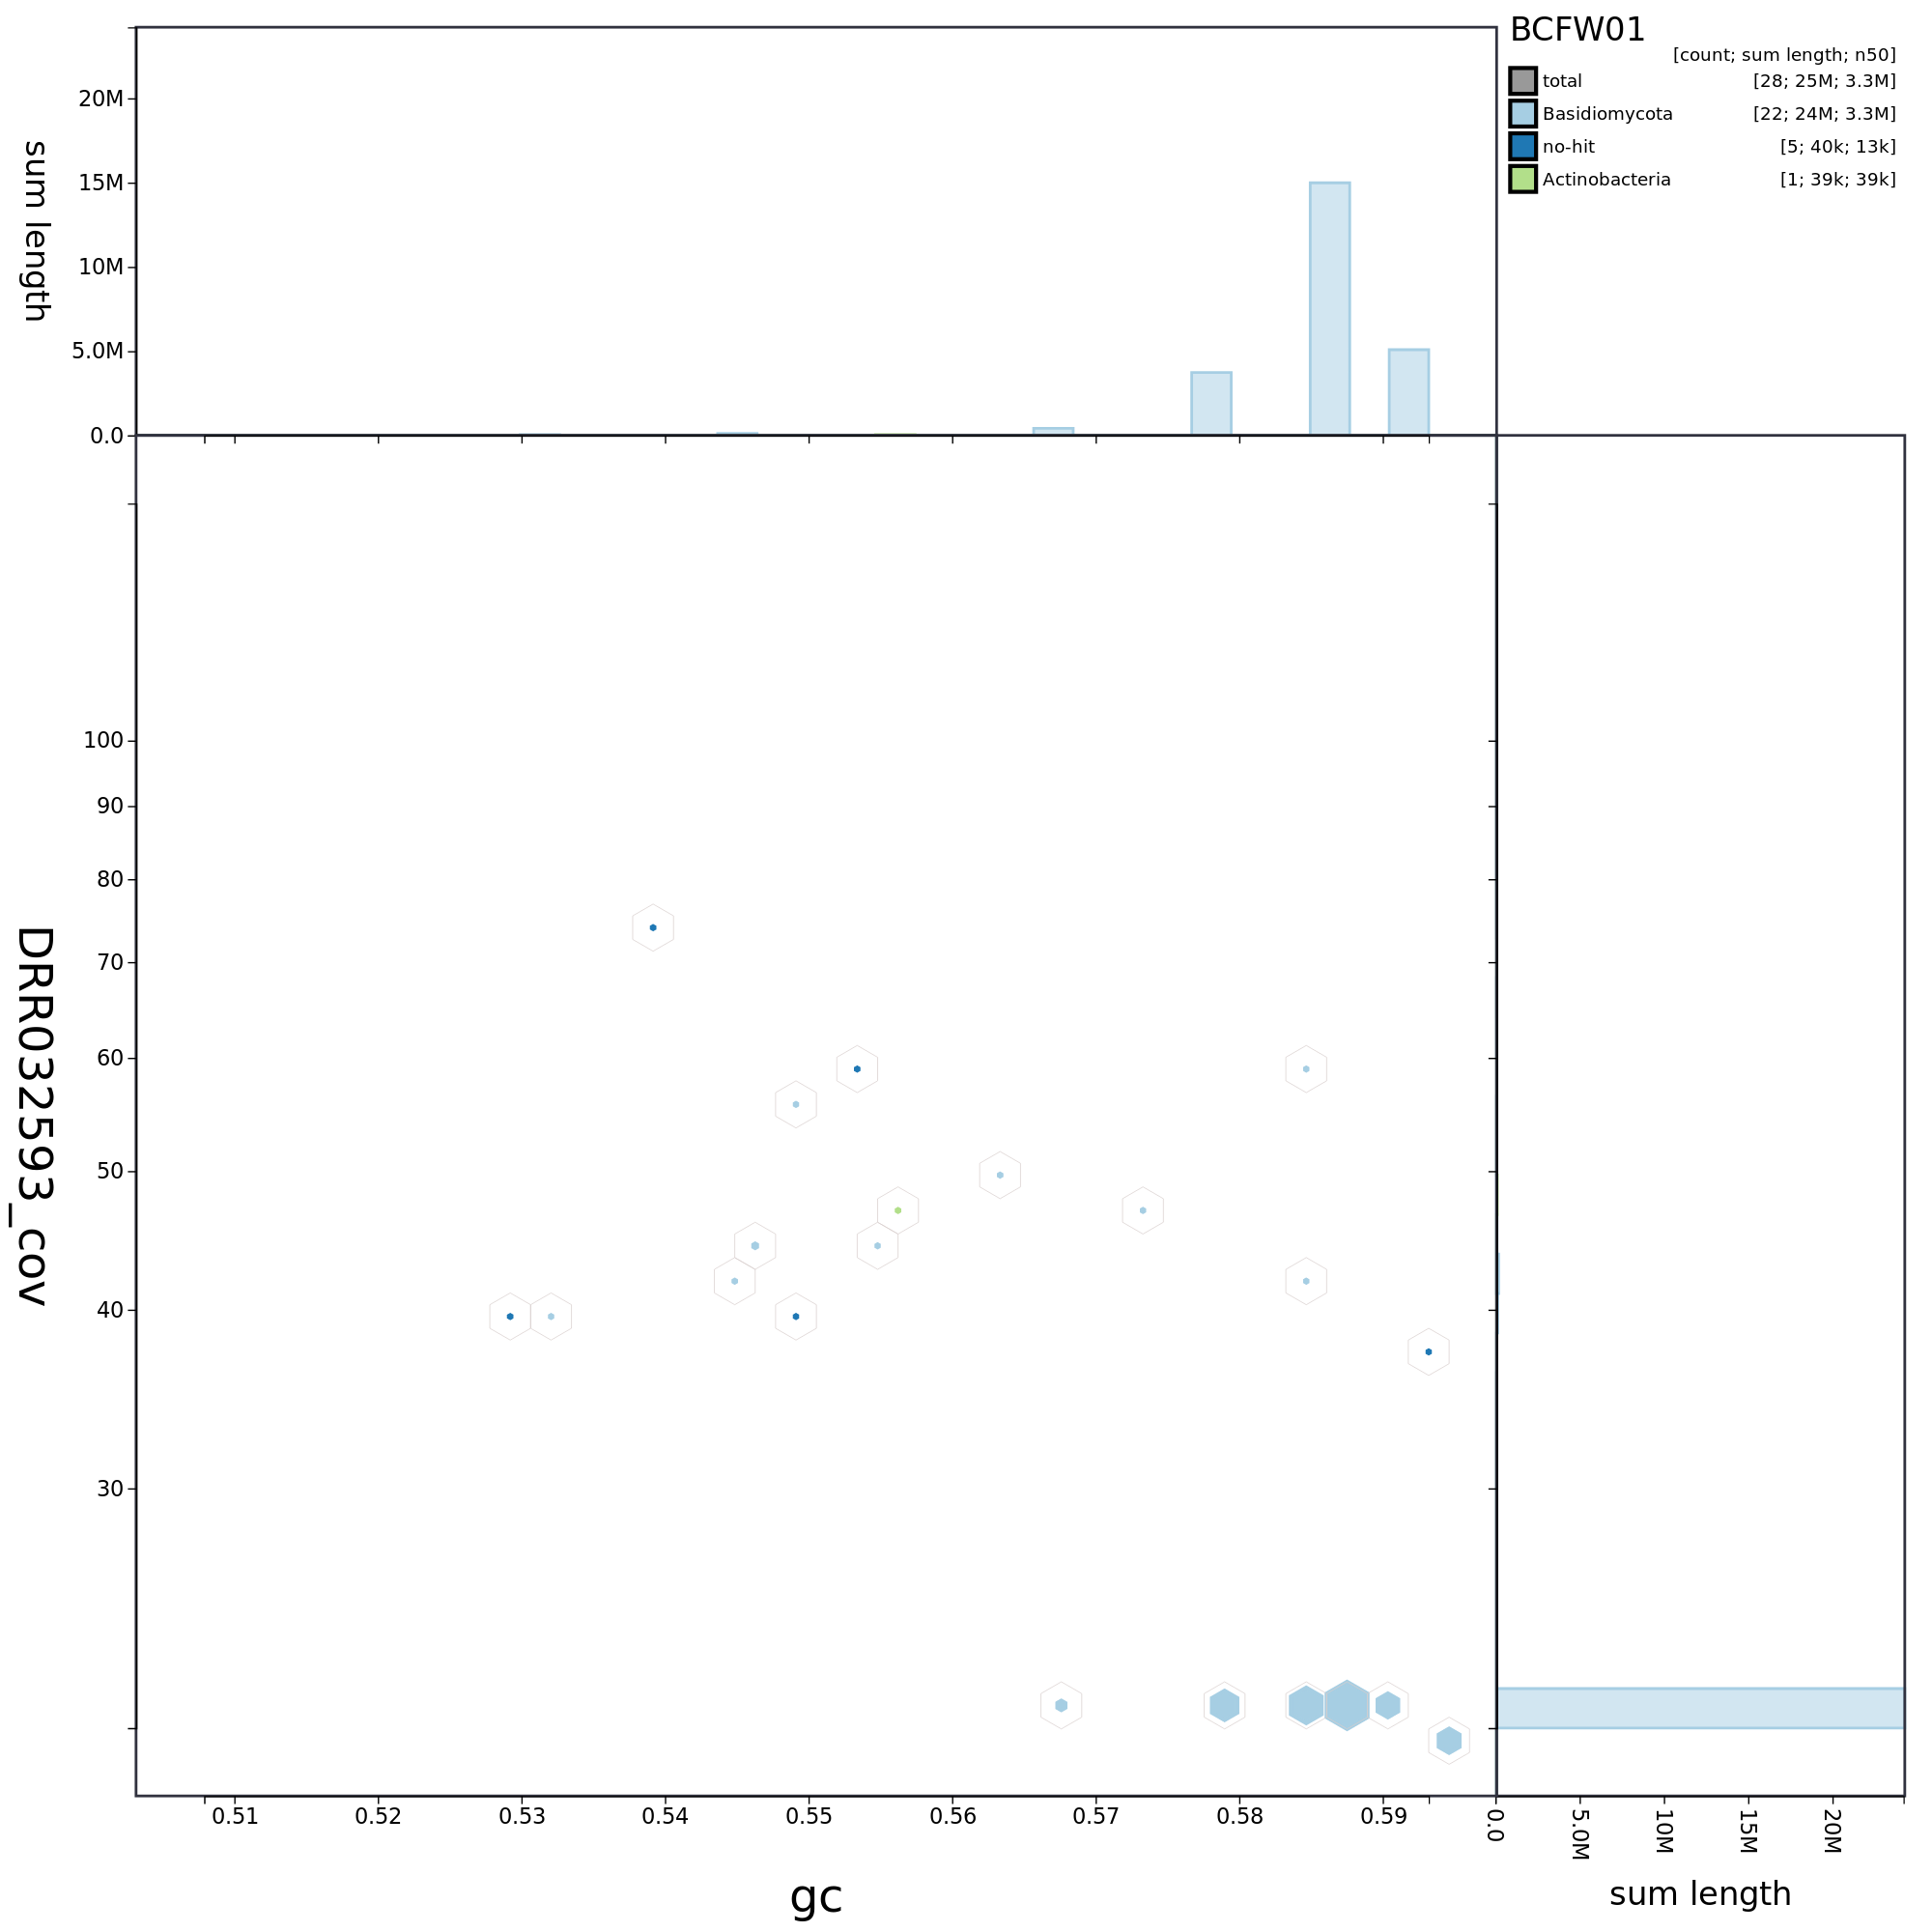 BCFW01
[count; sum length; n50]
total [28; 25M; 3.3M]
Basidiomycota [22; 24M; 3.3M]
no-hit [5; 40k; 13k]
Actinobacteria [1; 39k; 39k]
sum length
20M
15M
10M
5.0M
0.0
DRR032593_cov
100
90
80
70
60
50
40
30
0.51 0.52 0.53 0.54 0.55 0.56 0.57 0.58 0.59
gc
0.0 5.0M 10M 15M 20M
sum length